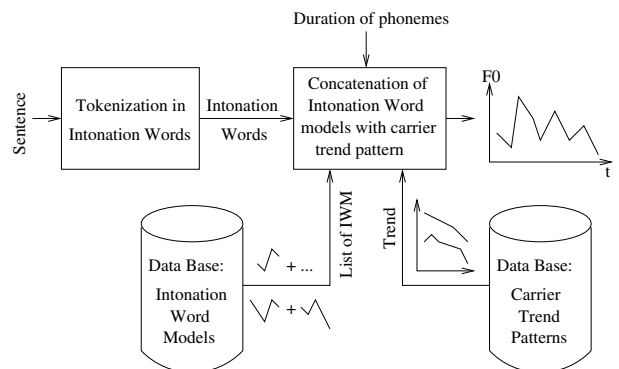 Duration of phonemes
Sentence
Tokenization in
Intonation Words
Intonation
Words
Concatenation of
Intonation Word
models with carrier
trend pattern
F0
t
List of IWM
Trend
Data Base:
Intonation
Word
Models
+ ...
+
Data Base:
Carrier
Trend
Patterns